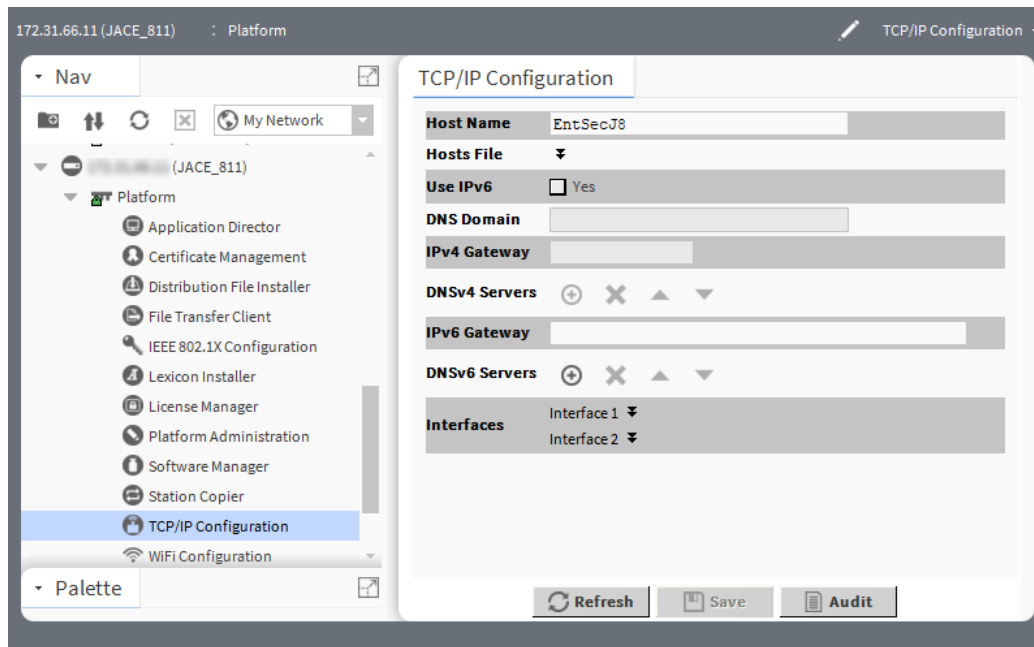 172.31.66.11 (JACE_811) : Platform
TCP/IP Configuration
Nav
My Network
(JACE_811)
Platform
Application Director
Certificate Management
Distribution File Installer
File Transfer Client
IEEE 802.1X Configuration
Lexicon Installer
License Manager
Platform Administration
Software Manager
Station Copier
TCP/IP Configuration
WiFi Configuration
Palette
TCP/IP Configuration
Host Name EntSecJ8
Hosts File
Use IPv6 Yes
DNS Domain
IPv4 Gateway
DNSv4 Servers
IPv6 Gateway
DNSv6 Servers
Interfaces
Interface 1
Interface 2
Refresh Save Audit